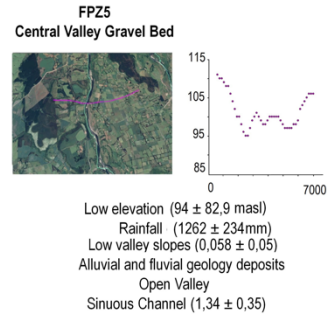 FPZ5
Central Valley Gravel Bed
115
105
95
85
0
7000
Low elevation (94 ± 82,9 masl)
Rainfall (1262 ± 234mm)
Low valley slopes (0,058 ± 0,05)
Alluvial and fluvial geology deposits
Open Valley
Sinuous Channel (1,34 ± 0,35)